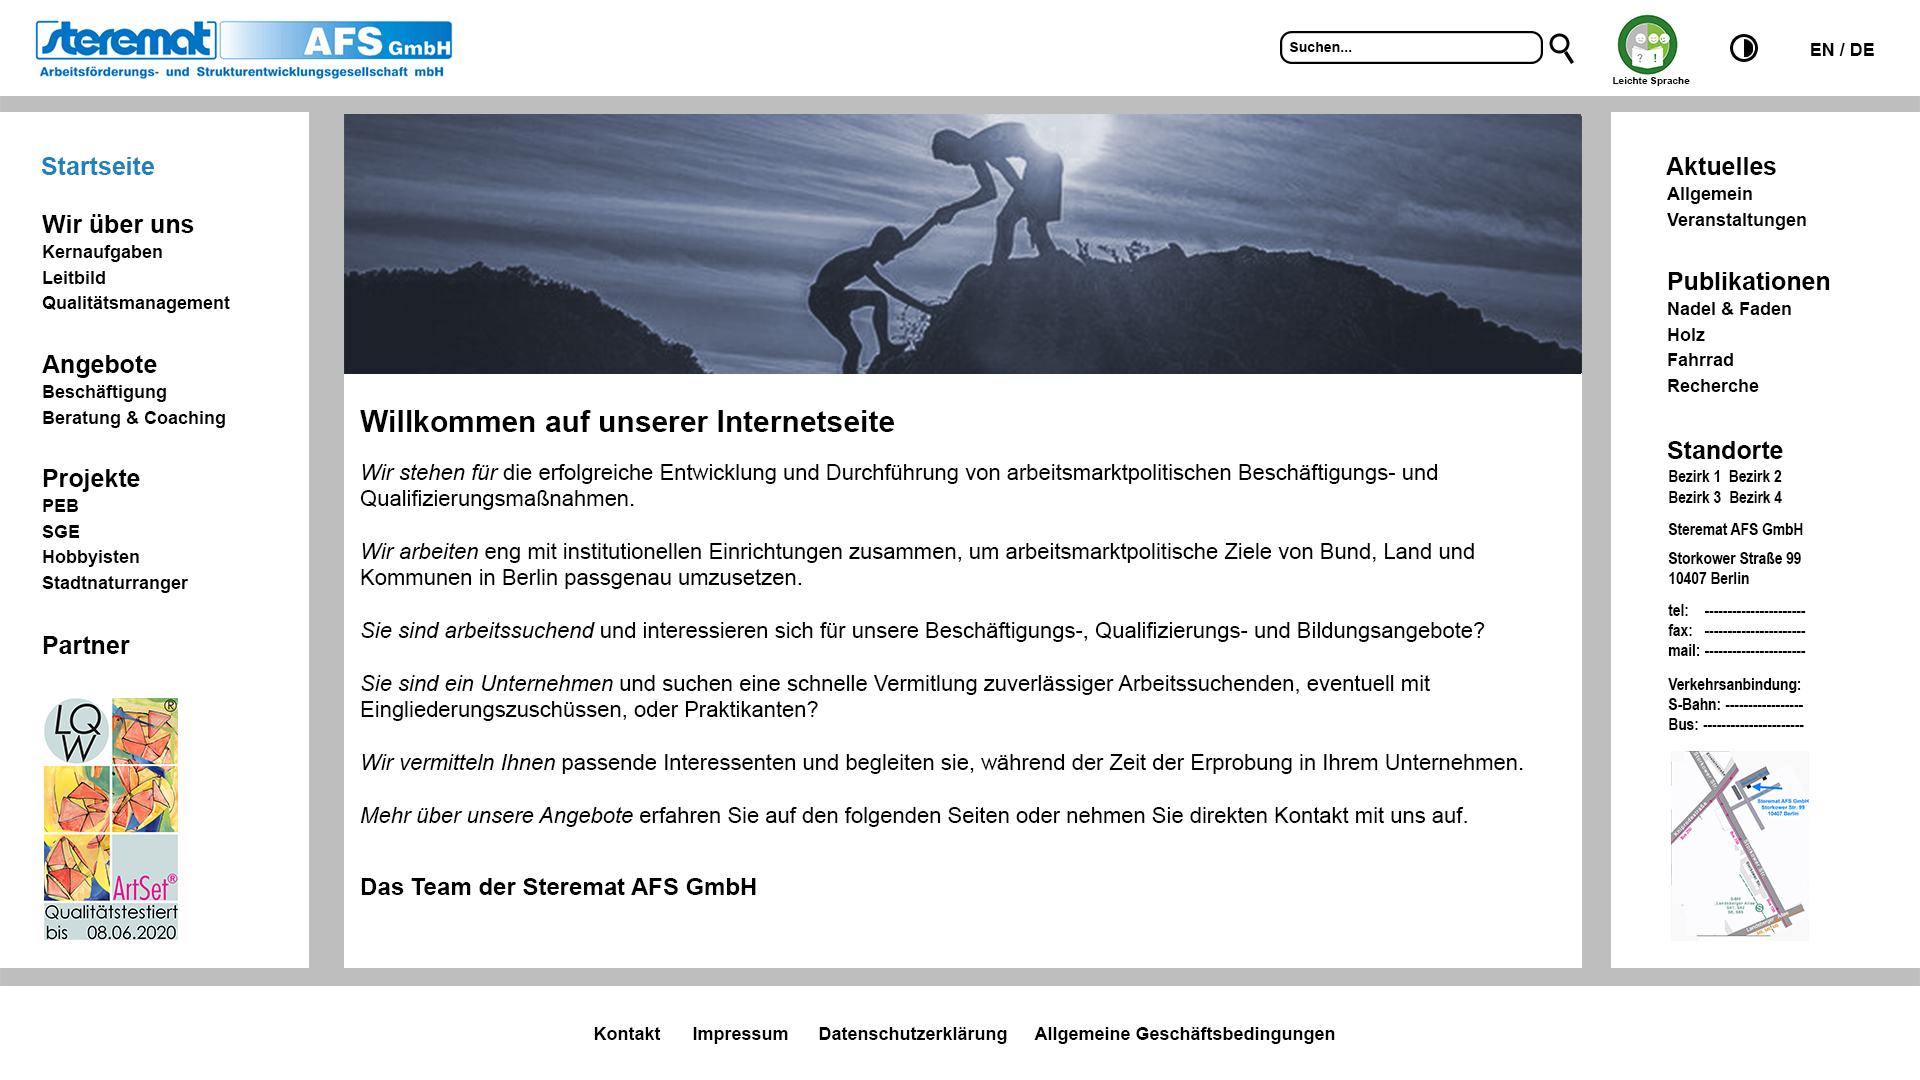 steremat AFS GmbH
Arbeitsförderungs- und Strukturentwicklungsgesellschaft mbH
Suchen...
? !
Leichte Sprache
EN / DE
Startseite
Wir über uns
Kernaufgaben
Leitbild
Qualitätsmanagement
Angebote
Beschäftigung
Beratung & Coaching
Projekte
PEB
SGE
Hobbyisten
Stadtnaturranger
Partner
LQW
®
ArtSet®
Qualitätstestiert
bis 08.06.2020
Willkommen auf unserer Internetseite
Wir stehen für die erfolgreiche Entwicklung und Durchführung von arbeitsmarktpolitischen Beschäftigungs- und
Qualifizierungsmaßnahmen.
Wir arbeiten eng mit institutionellen Einrichtungen zusammen, um arbeitsmarktpolitische Ziele von Bund, Land und
Kommunen in Berlin passgenau umzusetzen.
Sie sind arbeitssuchend und interessieren sich für unsere Beschäftigungs-, Qualifizierungs- und Bildungsangebote?
Sie sind ein Unternehmen und suchen eine schnelle Vermitlung zuverlässiger Arbeitssuchenden, eventuell mit
Eingliederungszuschüssen, oder Praktikanten?
Wir vermitteln Ihnen passende Interessenten und begleiten sie, während der Zeit der Erprobung in Ihrem Unternehmen.
Mehr über unsere Angebote erfahren Sie auf den folgenden Seiten oder nehmen Sie direkten Kontakt mit uns auf.
Das Team der Steremat AFS GmbH
Aktuelles
Allgemein
Veranstaltungen
Publikationen
Nadel & Faden
Holz
Fahrrad
Recherche
Standorte
Bezirk 1 Bezirk 2
Bezirk 3 Bezirk 4
Steremat AFS GmbH
Storkower Straße 99
10407 Berlin
tel: ----------------------
fax: ----------------------
mail: ----------------------
Verkehrsanbindung:
S-Bahn: -----------------
Bus: ----------------------
Steremat AFS GmbH
Storkower Str. 99
10407 Berlin
Kontakt Impressum Datenschutzerklärung Allgemeine Geschäftsbedingungen